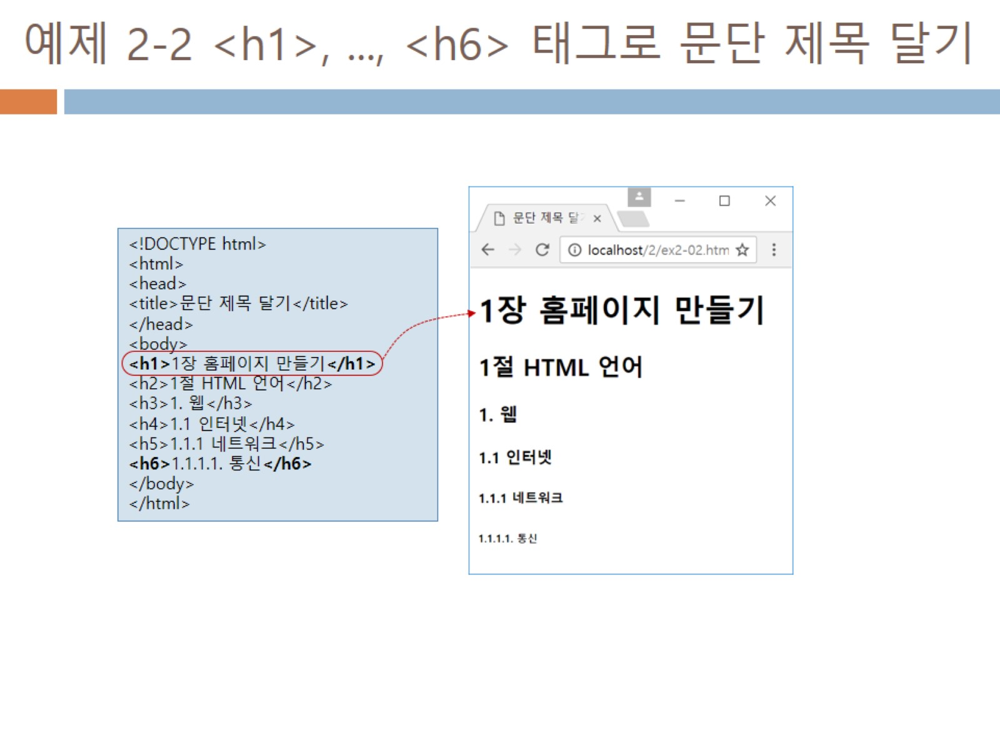 예제 2-2 <h1>, ..., <h6> 태그로 문단 제목 달기
<!DOCTYPE html>
<html>
<head>
<title>문단 제목 달기</title>
</head>
<body>
<h1>1장 홈페이지 만들기</h1>
<h2>1절 HTML 언어</h2>
<h3>1. 웹</h3>
<h4>1.1 인터넷</h4>
<h5>1.1.1 네트워크</h5>
<h6>1.1.1.1. 통신</h6>
</body>
</html>
문단 제목 달
localhost/2/ex2-02.htm
1장 홈페이지 만들기
1절 HTML 언어
1. 웹
1.1 인터넷
1.1.1 네트워크
1.1.1.1. 통신